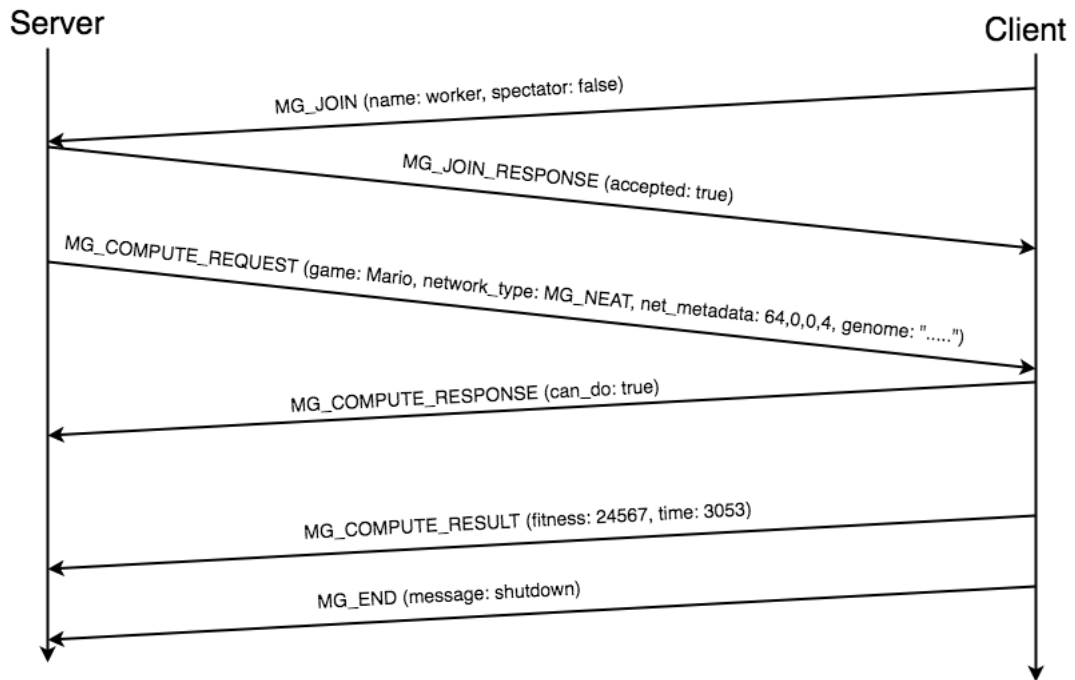 Server
Client
MG_JOIN (name: worker, spectator: false)
MG_JOIN_RESPONSE (accepted: true)
MG_COMPUTE_REQUEST (game: Mario, network_type: MG_NEAT, net_metadata: 64,0,0,4, genome: ".....")
MG_COMPUTE_RESPONSE (can_do: true)
MG_COMPUTE_RESULT (fitness: 24567, time: 3053)
MG_END (message: shutdown)